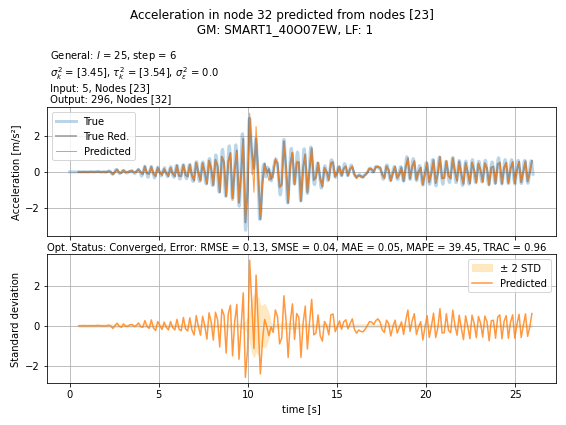 Acceleration in node 32 predicted from nodes [23]
GM: SMART1_40O07EW, LF: 1
General: l = 25, step = 6
σ²ₖ = [3.45], τ²ₖ = [3.54], σ²ε = 0.0
Input: 5, Nodes [23]
Output: 296, Nodes [32]
True
True Red.
Predicted
Acceleration [m/s²]
2
0
−2
Opt. Status: Converged, Error: RMSE = 0.13, SMSE = 0.04, MAE = 0.05, MAPE = 39.45, TRAC = 0.96
± 2 STD
Predicted
Standard deviation
2
0
−2
0 5 10 15 20 25
time [s]